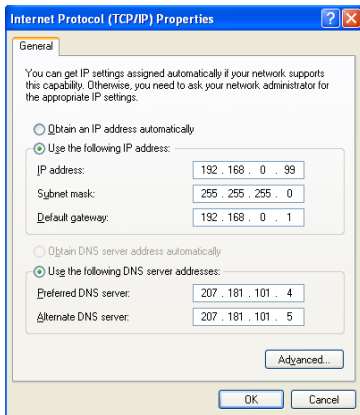 Internet Protocol (TCP/IP) Properties
General
You can get IP settings assigned automatically if your network supports
this capability. Otherwise, you need to ask your network administrator for
the appropriate IP settings.
Obtain an IP address automatically
Use the following IP address:
IP address: 192 . 168 . 0 . 99
Subnet mask: 255 . 255 . 255 . 0
Default gateway: 192 . 168 . 0 . 1
Obtain DNS server address automatically
Use the following DNS server addresses:
Preferred DNS server: 207 . 181 . 101 . 4
Alternate DNS server: 207 . 181 . 101 . 5
Advanced...
OK Cancel